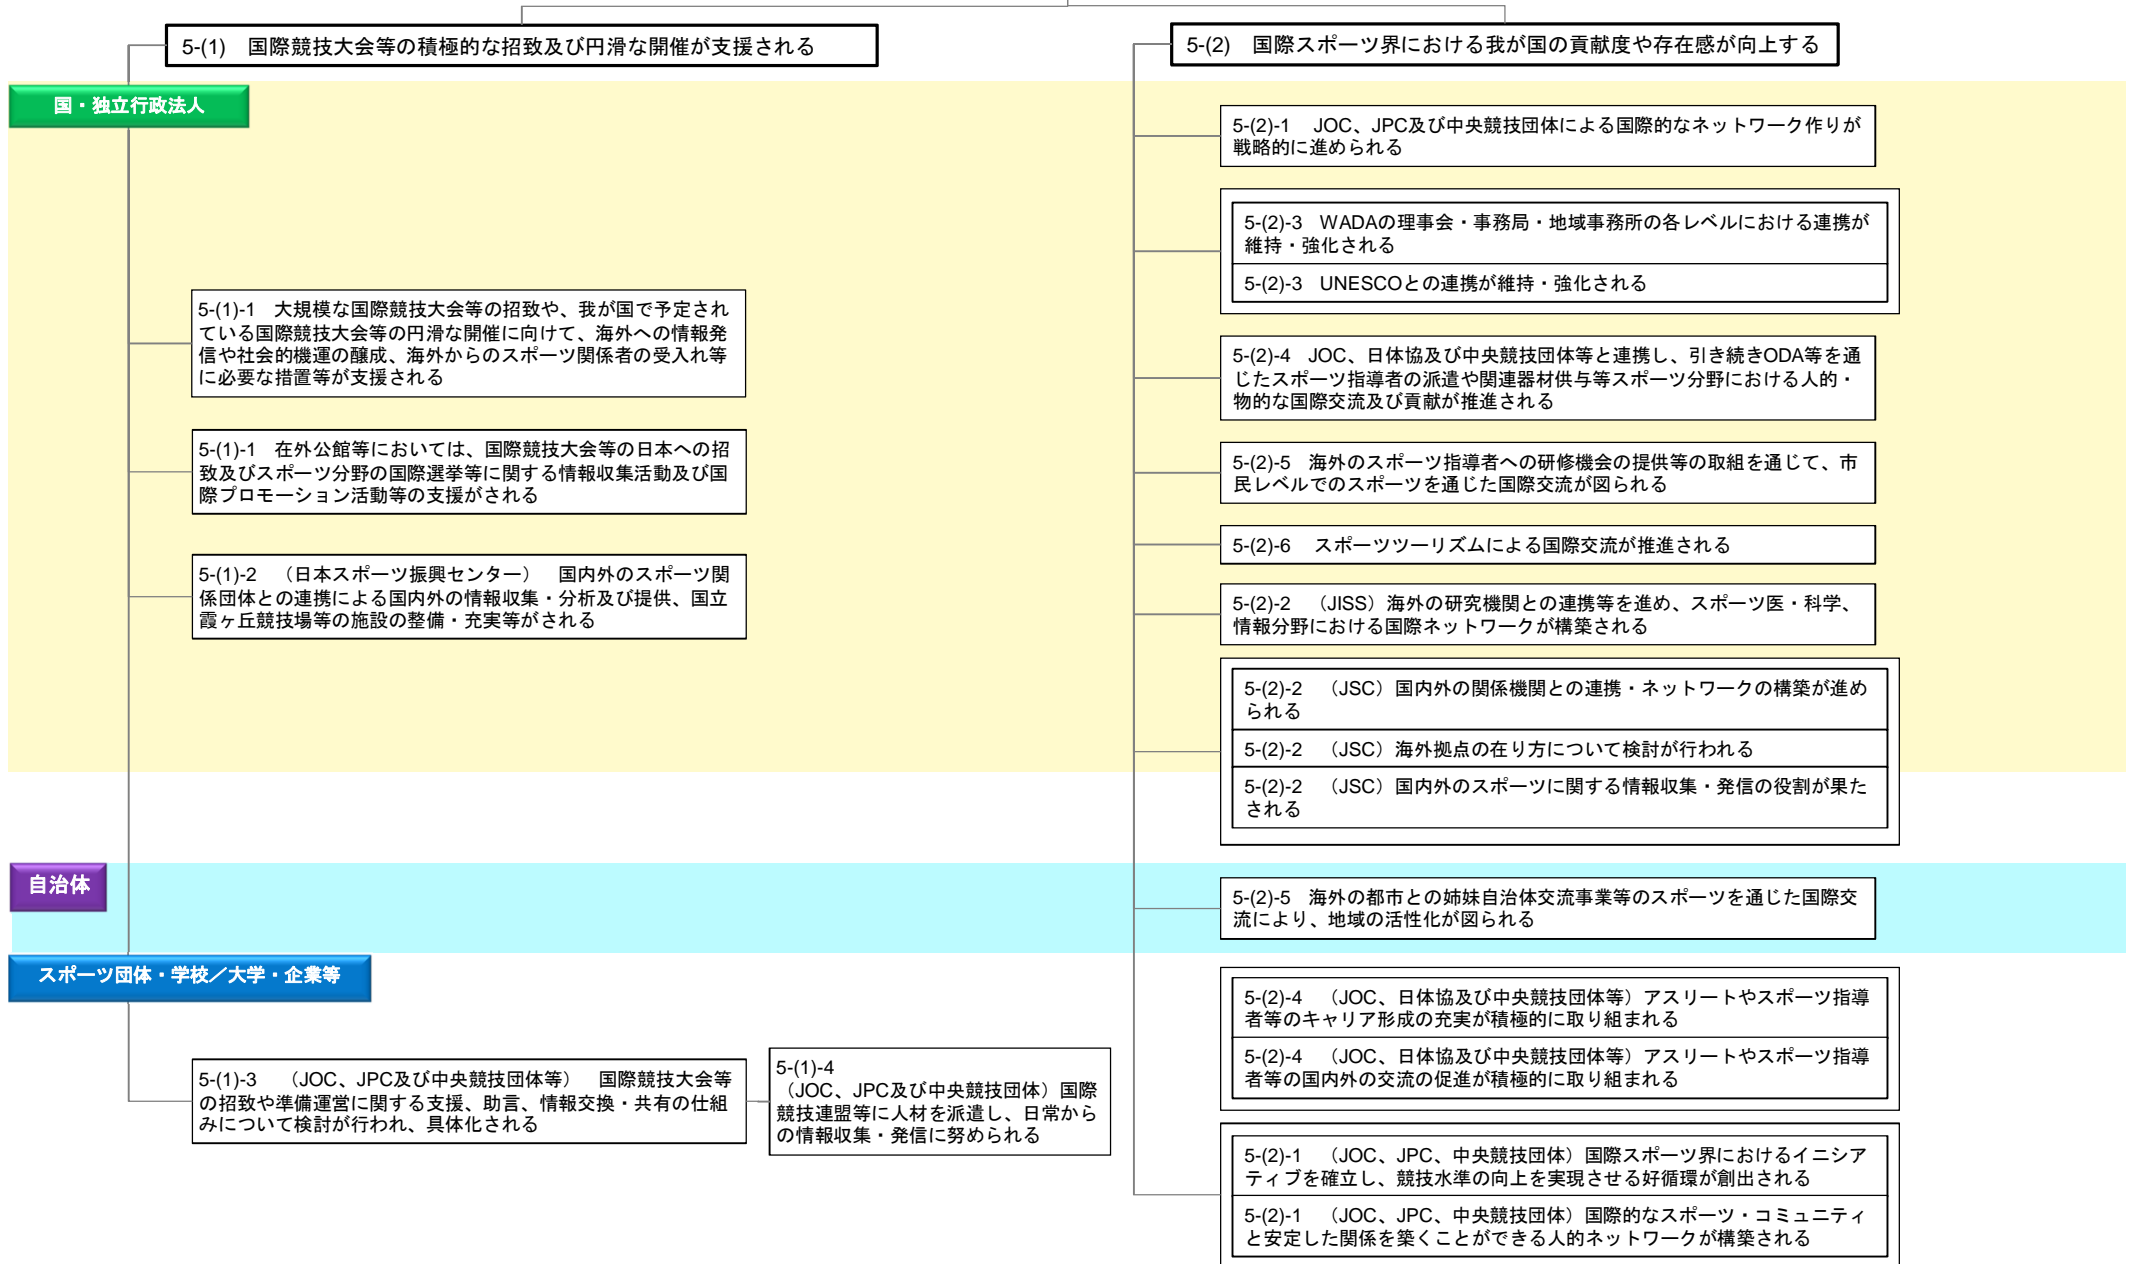 5-(1)　国際競技大会等の積極的な招致及び円滑な開催が支援される
5-(2)　国際スポーツ界における我が国の貢献度や存在感が向上する
国・独立行政法人
5-(1)-1　大規模な国際競技大会等の招致や、我が国で予定され
ている国際競技大会等の円滑な開催に向けて、海外への情報発
信や社会的機運の醸成、海外からのスポーツ関係者の受入れ等
に必要な措置等が支援される
5-(1)-1　在外公館等においては、国際競技大会等の日本への招
致及びスポーツ分野の国際選挙等に関する情報収集活動及び国
際プロモーション活動等の支援がされる
5-(1)-2　（日本スポーツ振興センター）　国内外のスポーツ関
係団体との連携による国内外の情報収集・分析及び提供、国立
霞ヶ丘競技場等の施設の整備・充実等がされる
5-(2)-1　JOC、JPC及び中央競技団体による国際的なネットワーク作りが
戦略的に進められる
5-(2)-3　WADAの理事会・事務局・地域事務所の各レベルにおける連携が
維持・強化される
5-(2)-3　UNESCOとの連携が維持・強化される
5-(2)-4　JOC、日体協及び中央競技団体等と連携し、引き続きODA等を通
じたスポーツ指導者の派遣や関連器材供与等スポーツ分野における人的・
物的な国際交流及び貢献が推進される
5-(2)-5　海外のスポーツ指導者への研修機会の提供等の取組を通じて、市
民レベルでのスポーツを通じた国際交流が図られる
5-(2)-6　スポーツツーリズムによる国際交流が推進される
5-(2)-2　（JISS）海外の研究機関との連携等を進め、スポーツ医・科学、
情報分野における国際ネットワークが構築される
5-(2)-2　（JSC）国内外の関係機関との連携・ネットワークの構築が進め
られる
5-(2)-2　（JSC）海外拠点の在り方について検討が行われる
5-(2)-2　（JSC）国内外のスポーツに関する情報収集・発信の役割が果た
される
自治体
5-(2)-5　海外の都市との姉妹自治体交流事業等のスポーツを通じた国際交
流により、地域の活性化が図られる
スポーツ団体・学校／大学・企業等
5-(1)-3　（JOC、JPC及び中央競技団体等）　国際競技大会等
の招致や準備運営に関する支援、助言、情報交換・共有の仕組
みについて検討が行われ、具体化される
5-(1)-4
（JOC、JPC及び中央競技団体）国際
競技連盟等に人材を派遣し、日常から
の情報収集・発信に努められる
5-(2)-4　（JOC、日体協及び中央競技団体等）アスリートやスポーツ指導
者等のキャリア形成の充実が積極的に取り組まれる
5-(2)-4　（JOC、日体協及び中央競技団体等）アスリートやスポーツ指導
者等の国内外の交流の促進が積極的に取り組まれる
5-(2)-1　（JOC、JPC、中央競技団体）国際スポーツ界におけるイニシア
ティブを確立し、競技水準の向上を実現させる好循環が創出される
5-(2)-1　（JOC、JPC、中央競技団体）国際的なスポーツ・コミュニティ
と安定した関係を築くことができる人的ネットワークが構築される